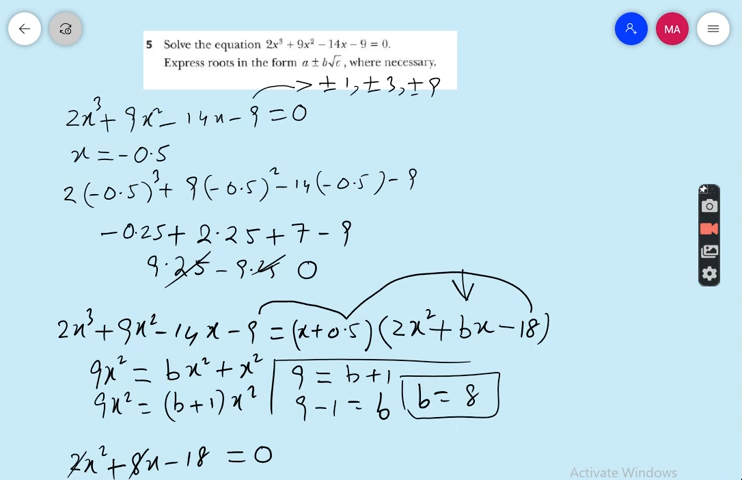 MA
5 Solve the equation 2x³ + 9x² − 14x − 9 = 0.
Express roots in the form a ± b√c, where necessary.
→ ±1, ±3, ±9
2x³ + 9x² − 14x − 9 = 0
x = −0.5
2(−0.5)³ + 9(−0.5)² − 14(−0.5) − 9
−0.25 + 2.25 + 7 − 9
9.25 − 9.25 0
2x³ + 9x² − 14x − 9 = (x + 0.5)(2x² + bx − 18)
9x² = bx² + x² 9 = b + 1
9x² = (b + 1)x² 9 − 1 = b b = 8
2x² + 8x − 18 = 0
Activate Windows